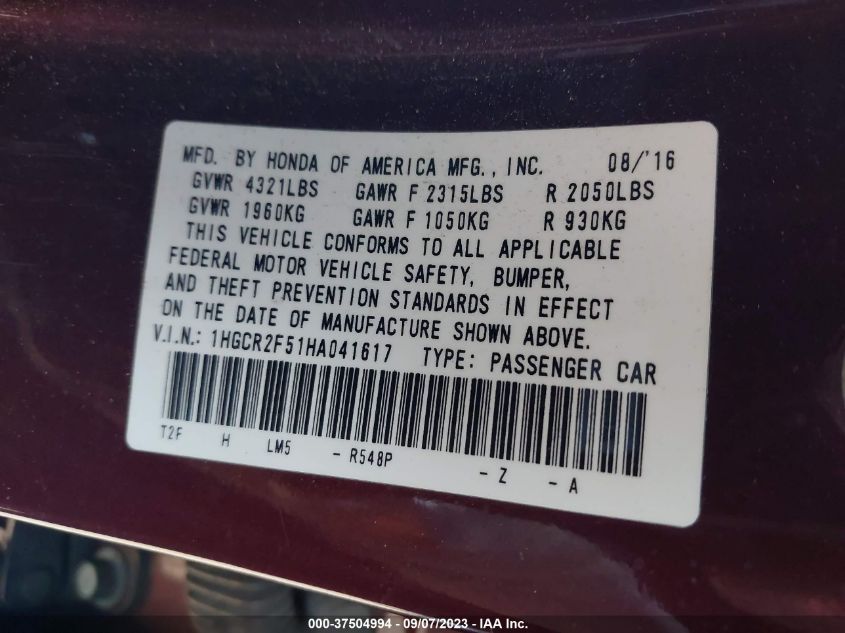 MFD. BY HONDA OF AMERICA MFG., INC. 08/'16
GVWR 4321LBS GAWR F 2315LBS R 2050LBS
GVWR 1960KG GAWR F 1050KG R 930KG
THIS VEHICLE CONFORMS TO ALL APPLICABLE
FEDERAL MOTOR VEHICLE SAFETY, BUMPER,
AND THEFT PREVENTION STANDARDS IN EFFECT
ON THE DATE OF MANUFACTURE SHOWN ABOVE.
V.I.N.: 1HGCR2F51HA041617 TYPE: PASSENGER CAR
T2F H LM5 - R548P - Z - A
000-37504994 - 09/07/2023 - IAA Inc.